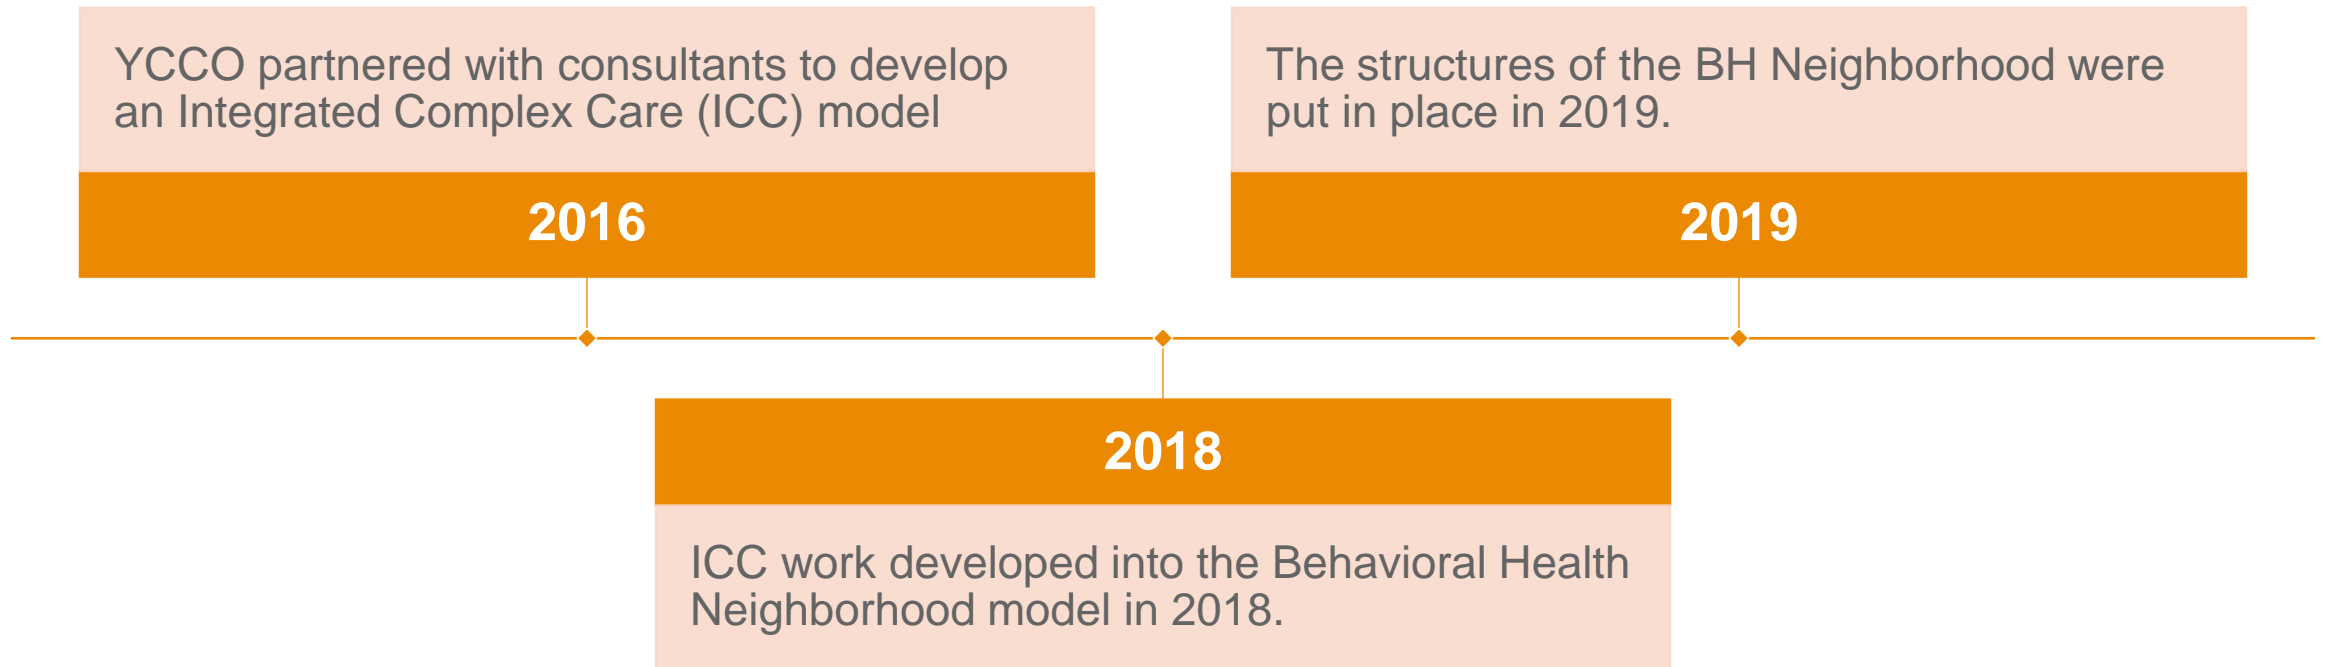 YCCO partnered with consultants to develop
an Integrated Complex Care (ICC) model
2016
The structures of the BH Neighborhood were
put in place in 2019.
2019
2018
ICC work developed into the Behavioral Health
Neighborhood model in 2018.